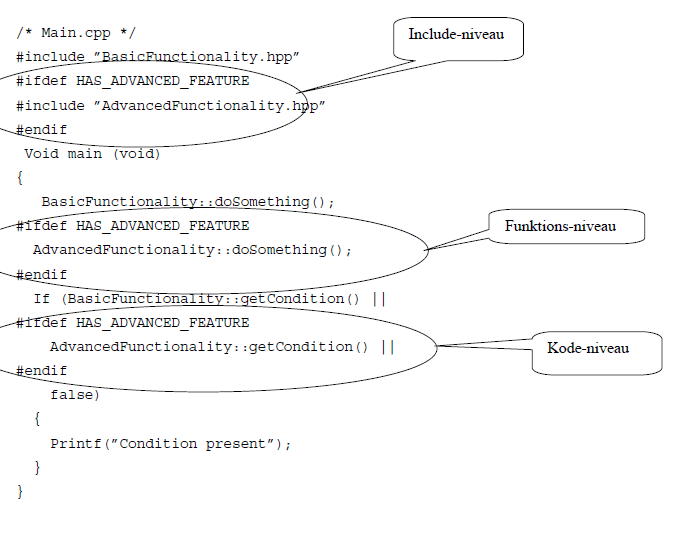 /* Main.cpp */
Include-niveau
#include ”BasicFunctionality.hpp”
#ifdef HAS_ADVANCED_FEATURE
#include ”AdvancedFunctionality.hpp”
#endif
Void main (void)
{
BasicFunctionality::doSomething();
#ifdef HAS_ADVANCED_FEATURE
Funktions-niveau
AdvancedFunctionality::doSomething();
#endif
If (BasicFunctionality::getCondition() ||
#ifdef HAS_ADVANCED_FEATURE
AdvancedFunctionality::getCondition() ||
Kode-niveau
#endif
false)
{
Printf(”Condition present”);
}
}